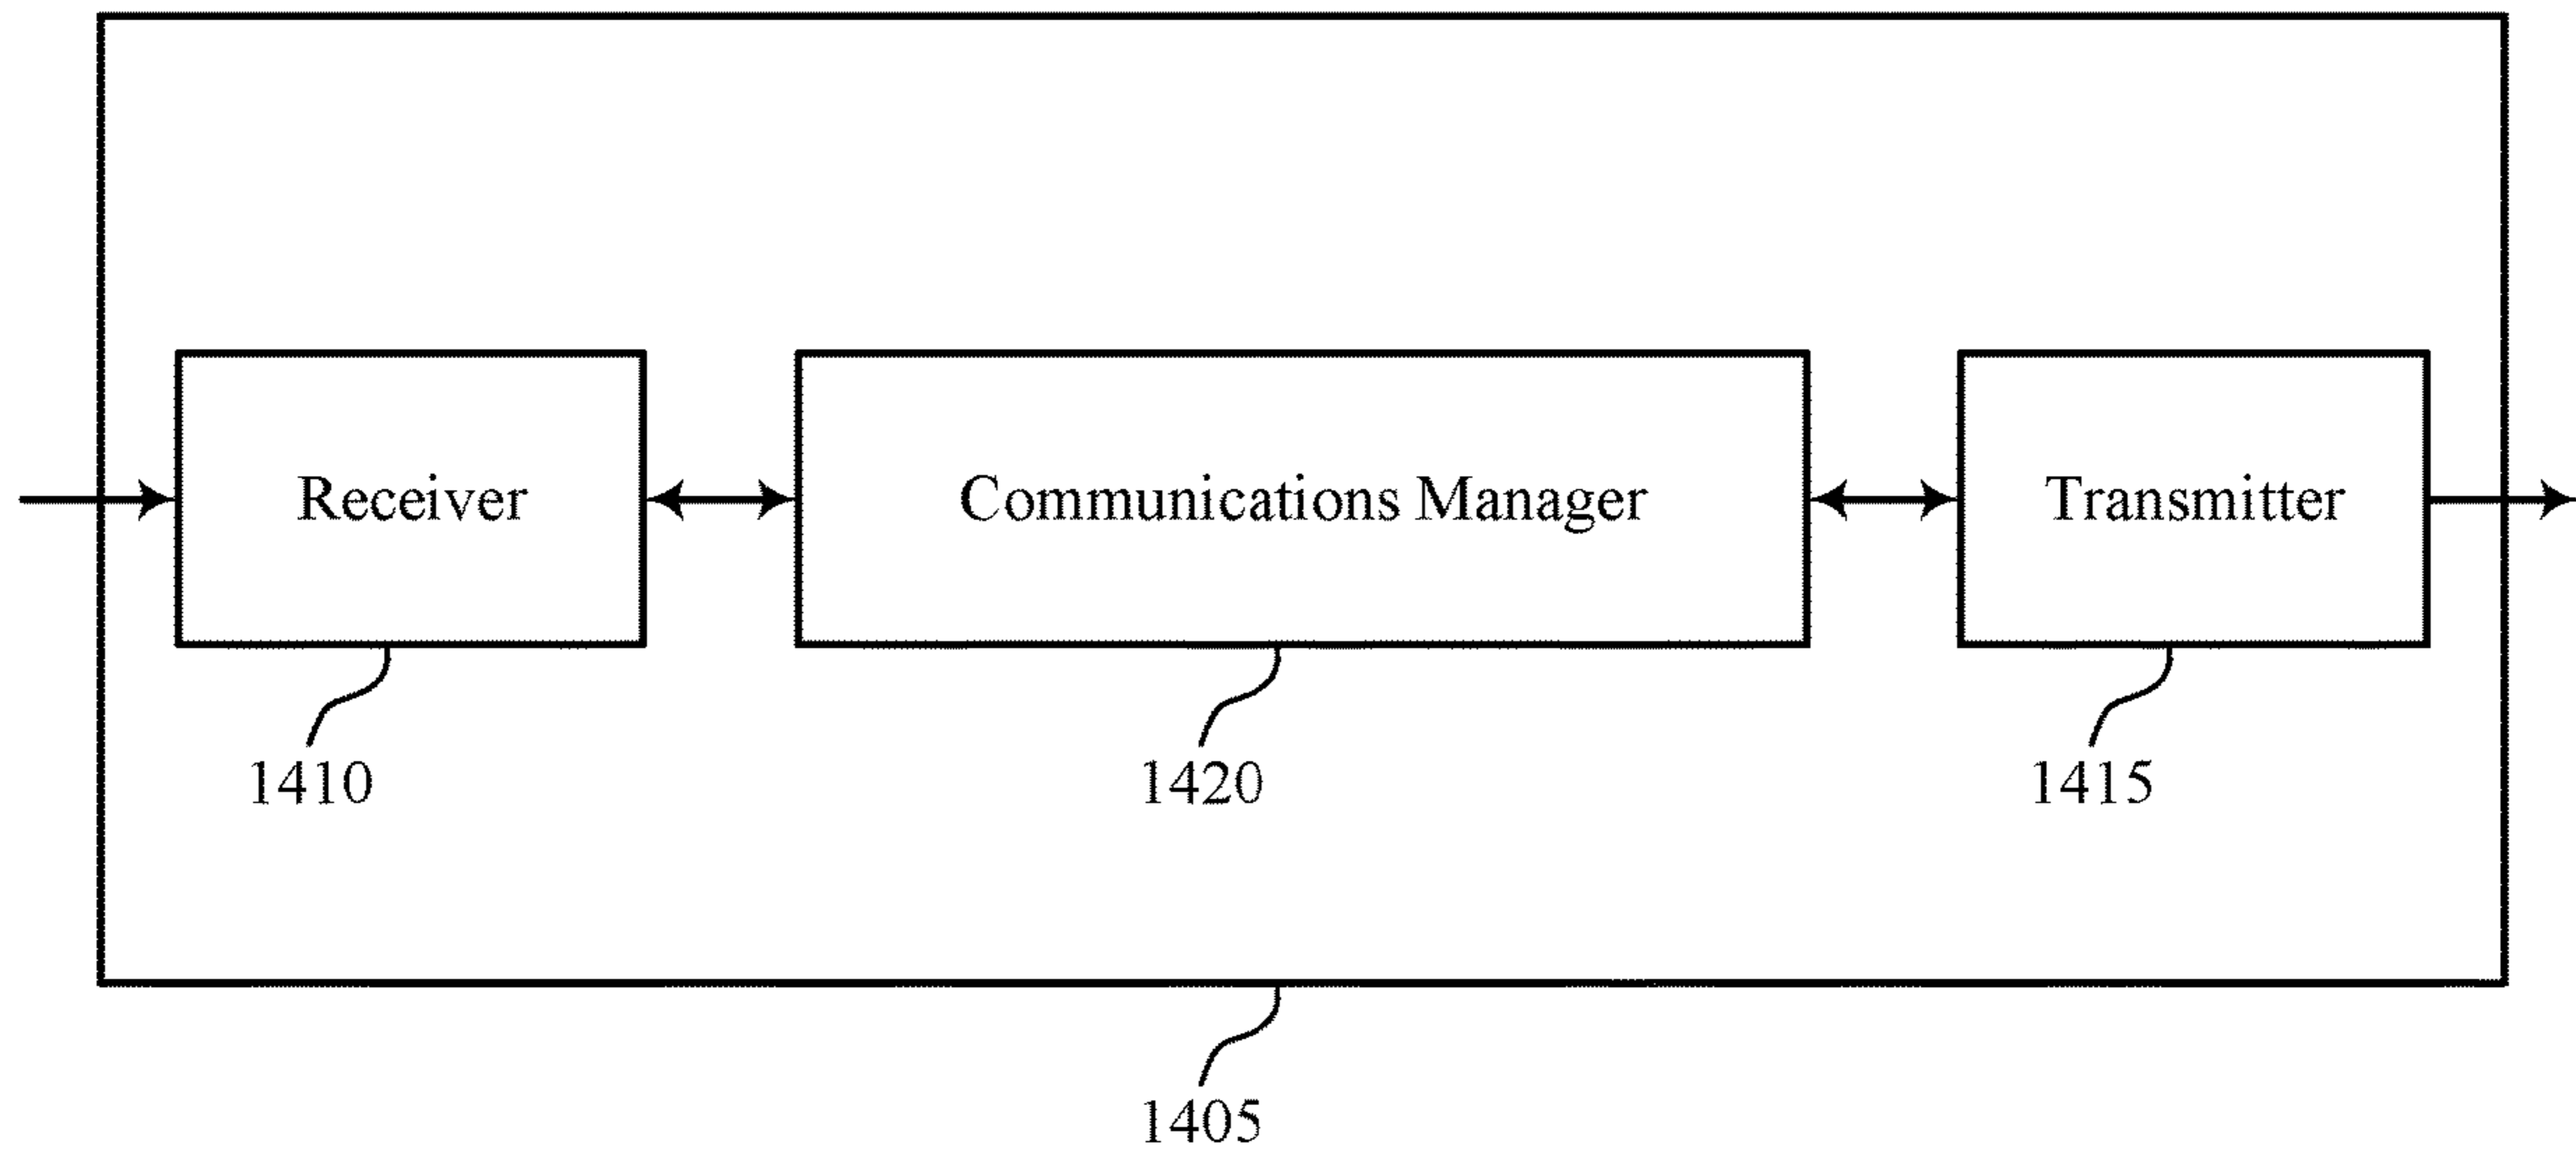 Receiver
Communications Manager
Transmitter
1410
1420
1415
1405